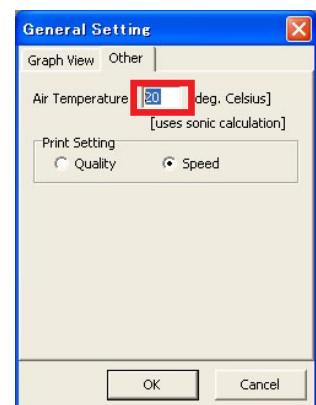 General Setting
Graph View Other
Air Temperature 20 deg. Celsius]
[uses sonic calculation]
Print Setting
Quality Speed
OK Cancel